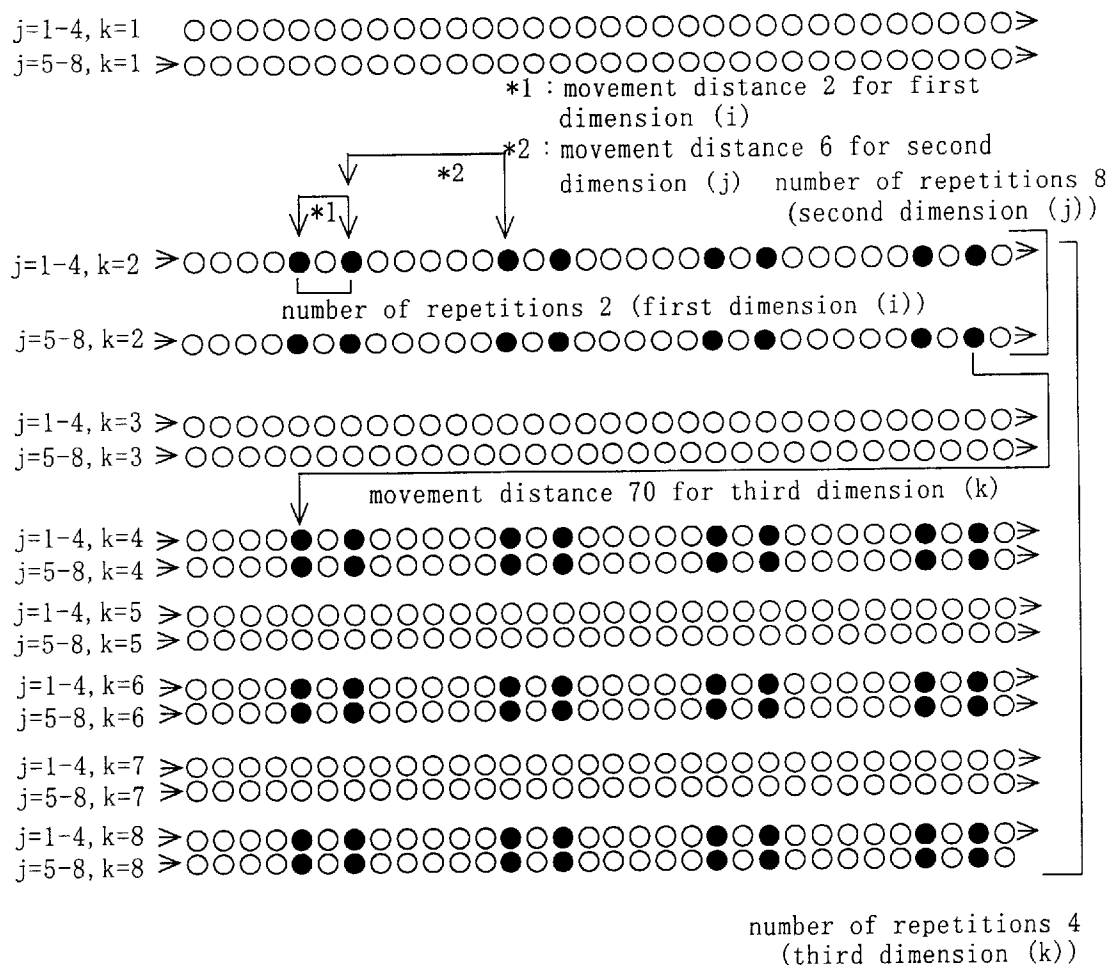 j=1-4, k=1
j=5-8, k=1
*1 : movement distance 2 for first
dimension (i)
*2 : movement distance 6 for second
dimension (j)
*2
*1
number of repetitions 8
(second dimension (j))
j=1-4, k=2
number of repetitions 2 (first dimension (i))
j=5-8, k=2
j=1-4, k=3
j=5-8, k=3
movement distance 70 for third dimension (k)
j=1-4, k=4
j=5-8, k=4
j=1-4, k=5
j=5-8, k=5
j=1-4, k=6
j=5-8, k=6
j=1-4, k=7
j=5-8, k=7
j=1-4, k=8
j=5-8, k=8
number of repetitions 4
(third dimension (k))